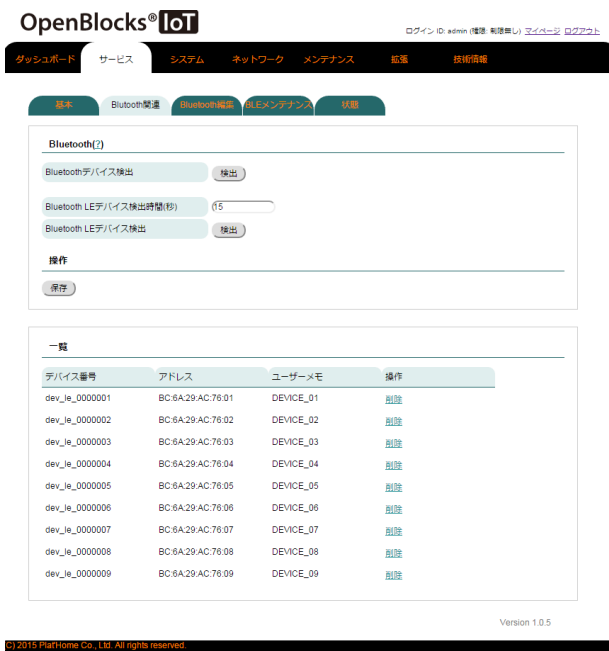 OpenBlocks® IoT
ログイン ID: admin (権限: 制限無し) マイページ ログアウト
ダッシュボード サービス システム ネットワーク メンテナンス 拡張 技術情報
基本 Blutooth関連 Bluetooth編集 BLEメンテナンス 状態
Bluetooth(?)
Bluetoothデバイス検出 検出
Bluetooth LEデバイス検出時間(秒) 15
Bluetooth LEデバイス検出 検出
操作
保存
一覧
デバイス番号 アドレス ユーザーメモ 操作
dev_le_0000001 BC:6A:29:AC:76:01 DEVICE_01 削除
dev_le_0000002 BC:6A:29:AC:76:02 DEVICE_02 削除
dev_le_0000003 BC:6A:29:AC:76:03 DEVICE_03 削除
dev_le_0000004 BC:6A:29:AC:76:04 DEVICE_04 削除
dev_le_0000005 BC:6A:29:AC:76:05 DEVICE_05 削除
dev_le_0000006 BC:6A:29:AC:76:06 DEVICE_06 削除
dev_le_0000007 BC:6A:29:AC:76:07 DEVICE_07 削除
dev_le_0000008 BC:6A:29:AC:76:08 DEVICE_08 削除
dev_le_0000009 BC:6A:29:AC:76:09 DEVICE_09 削除
Version 1.0.5
C) 2015 Plat'Home Co., Ltd. All rights reserved.